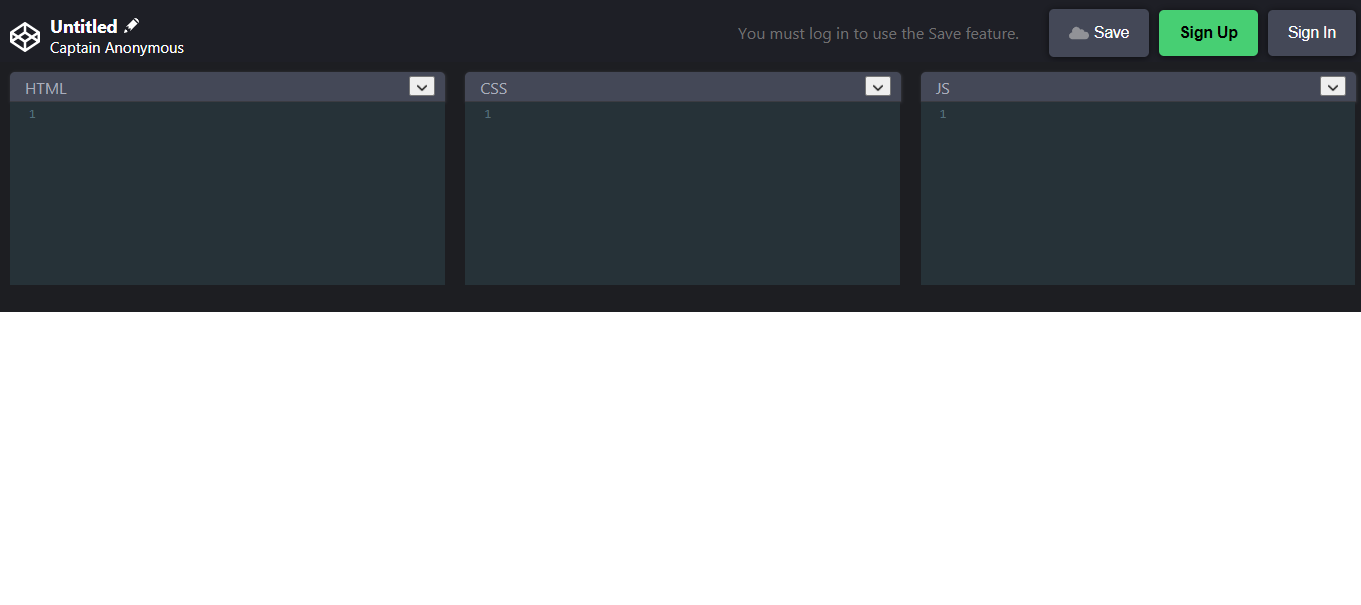 Untitled
Captain Anonymous
You must log in to use the Save feature.
Save
Sign Up
Sign In
HTML
CSS
JS
1
1
1